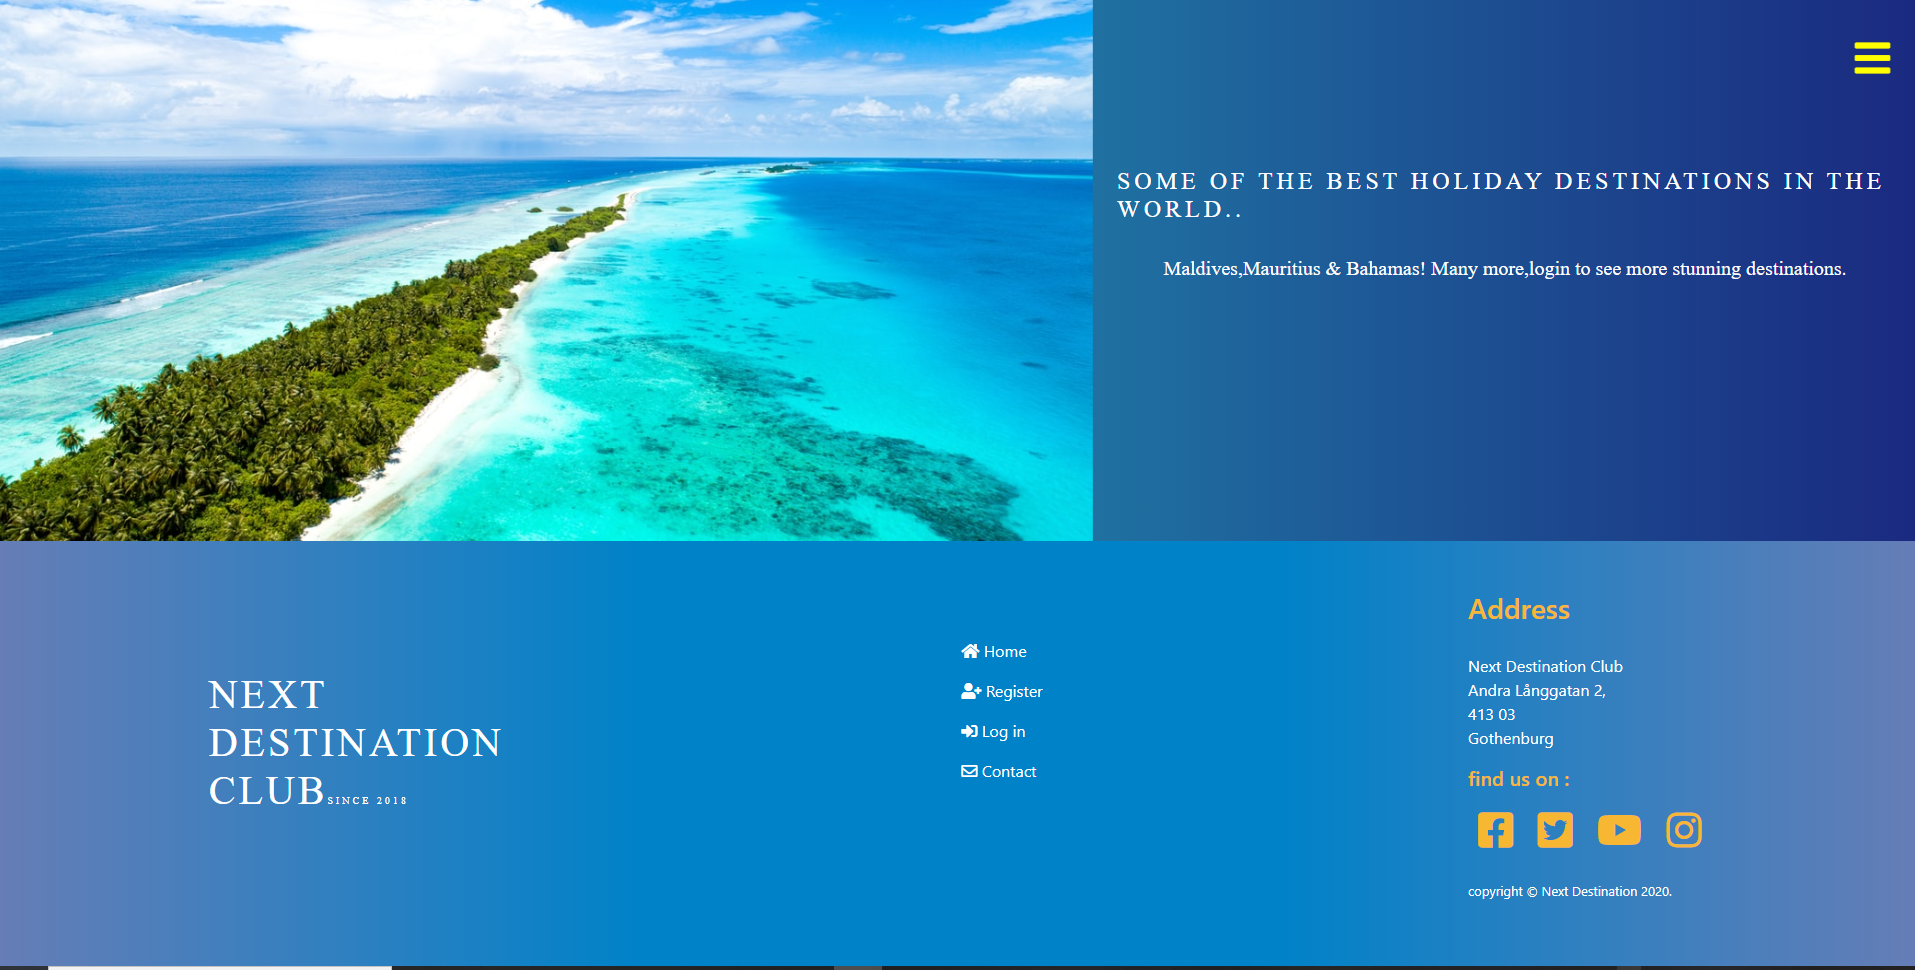 SOME OF THE BEST HOLIDAY DESTINATIONS IN THE
WORLD..
Maldives,Mauritius & Bahamas! Many more,login to see more stunning destinations.
NEXT
DESTINATION
CLUB SINCE 2018
Home
Register
Log in
Contact
Address
Next Destination Club
Andra Långgatan 2,
413 03
Gothenburg
find us on :
copyright © Next Destination 2020.